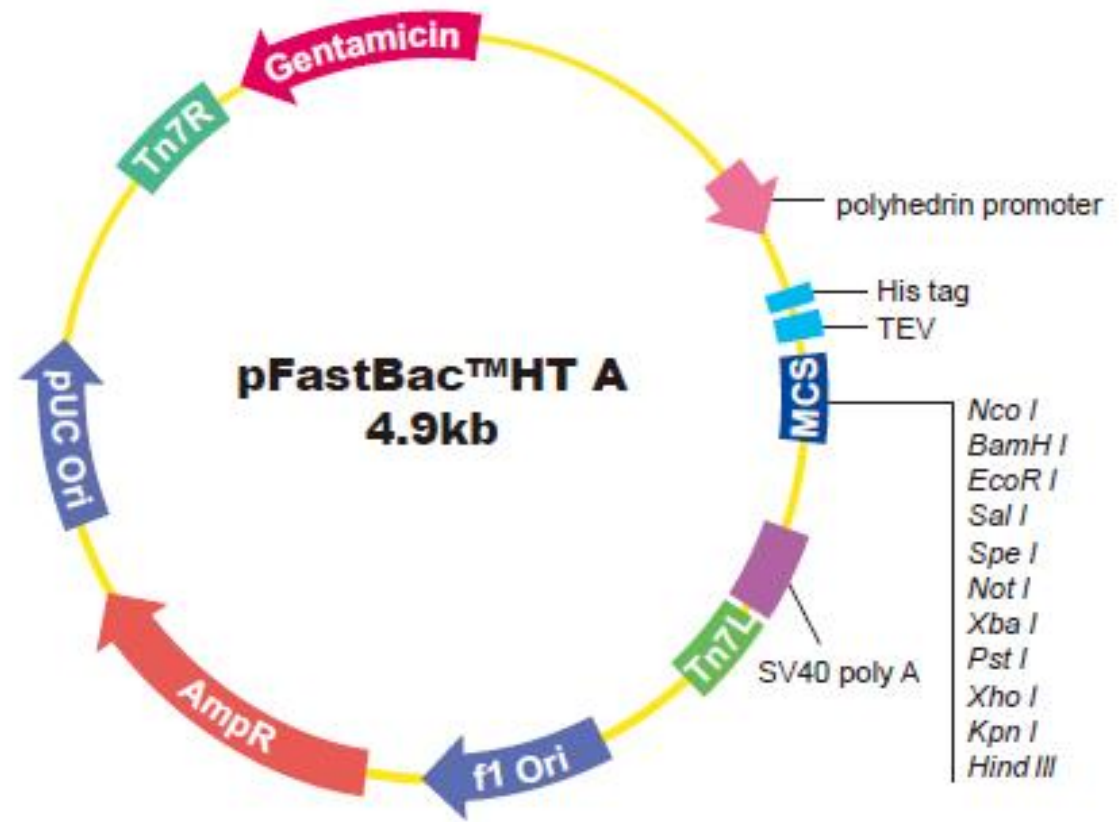 Gentamicin
Tn7R
polyhedrin promoter
His tag
TEV
pFastBac™HT A
4.9kb
MCS
Nco I
BamH I
EcoR I
Sal I
Spe I
Not I
Xba I
Pst I
Xho I
Kpn I
Hind III
pUC Ori
SV40 poly A
Tn7L
AmpR
f1 Ori